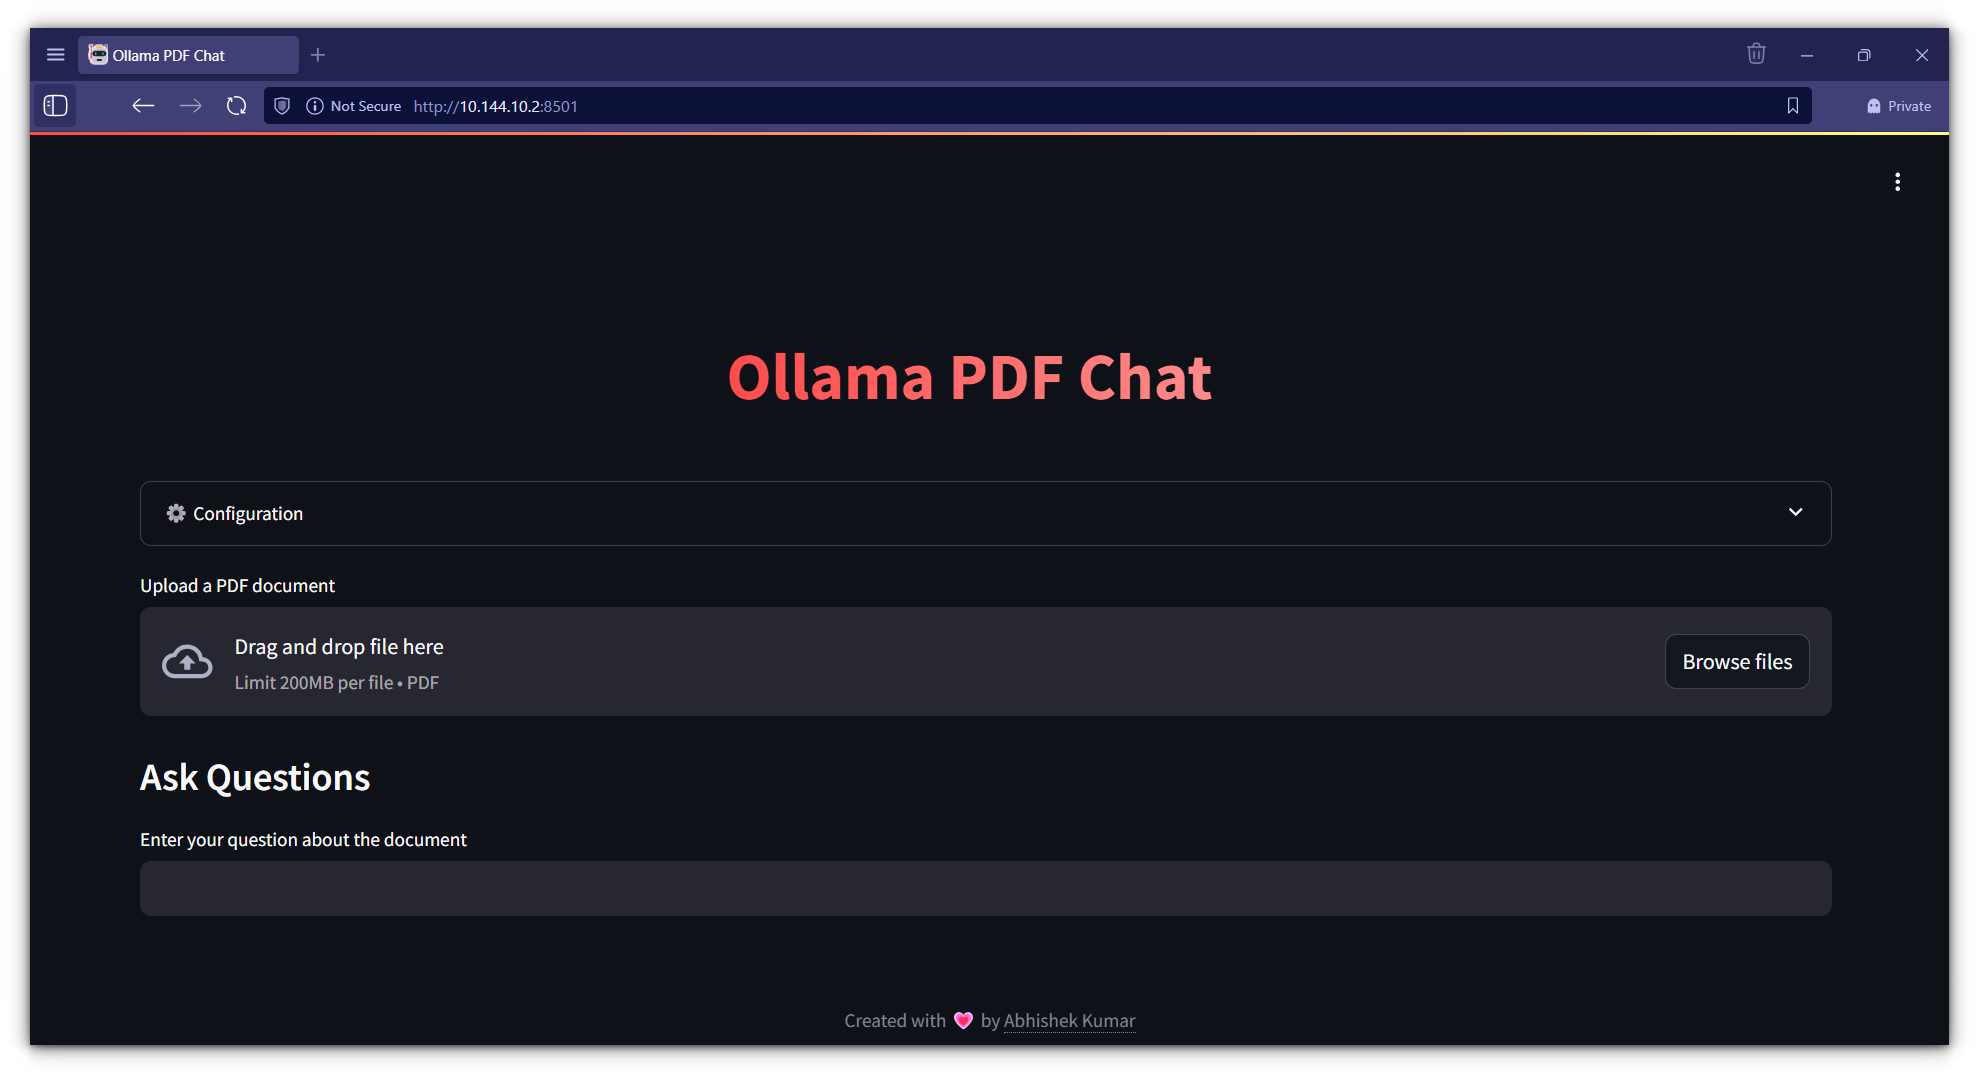 Ollama PDF Chat
Not Secure http://10.144.10.2:8501
Private
Ollama PDF Chat
Configuration
Upload a PDF document
Drag and drop file here
Limit 200MB per file • PDF
Browse files
Ask Questions
Enter your question about the document
Created with 💗 by Abhishek Kumar